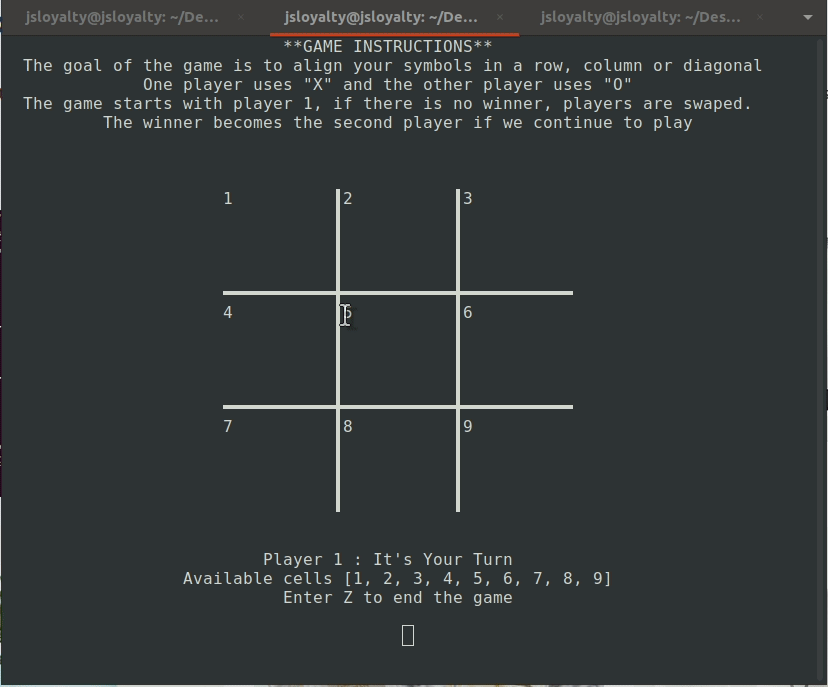 jsloyalty@jsloyalty: ~/De... jsloyalty@jsloyalty: ~/De... jsloyalty@jsloyalty: ~/Des...
**GAME INSTRUCTIONS**
The goal of the game is to align your symbols in a row, column or diagonal
One player uses "X" and the other player uses "O"
The game starts with player 1, if there is no winner, players are swaped.
The winner becomes the second player if we continue to play
1 2 3
4 5 6
7 8 9
Player 1 : It's Your Turn
Available cells [1, 2, 3, 4, 5, 6, 7, 8, 9]
Enter Z to end the game